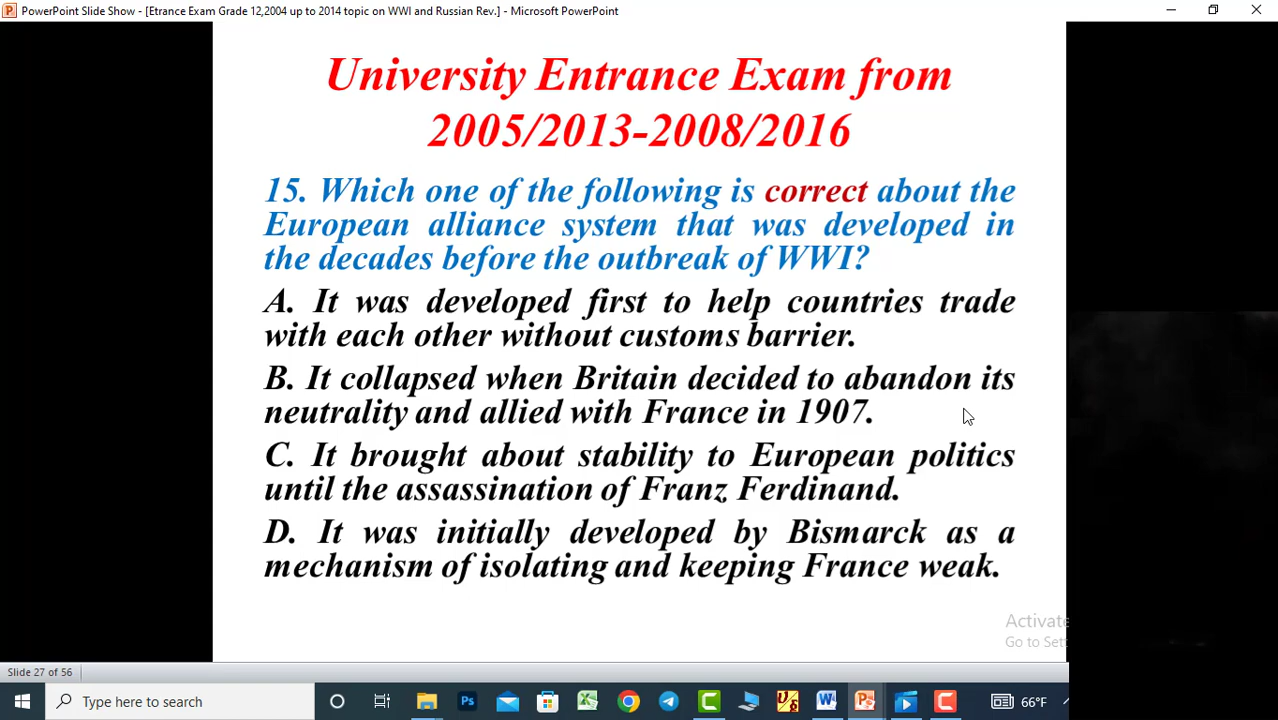 PowerPoint Slide Show - [Etrance Exam Grade 12,2004 up to 2014 topic on WWI and Russian Rev.] - Microsoft PowerPoint
University Entrance Exam from
2005/2013-2008/2016
15. Which one of the following is correct about the
European alliance system that was developed in
the decades before the outbreak of WWI?
A. It was developed first to help countries trade
with each other without customs barrier.
B. It collapsed when Britain decided to abandon its
neutrality and allied with France in 1907.
C. It brought about stability to European politics
until the assassination of Franz Ferdinand.
D. It was initially developed by Bismarck as a
mechanism of isolating and keeping France weak.
Activate
Go to Sett
Slide 27 of 56
Type here to search
66°F